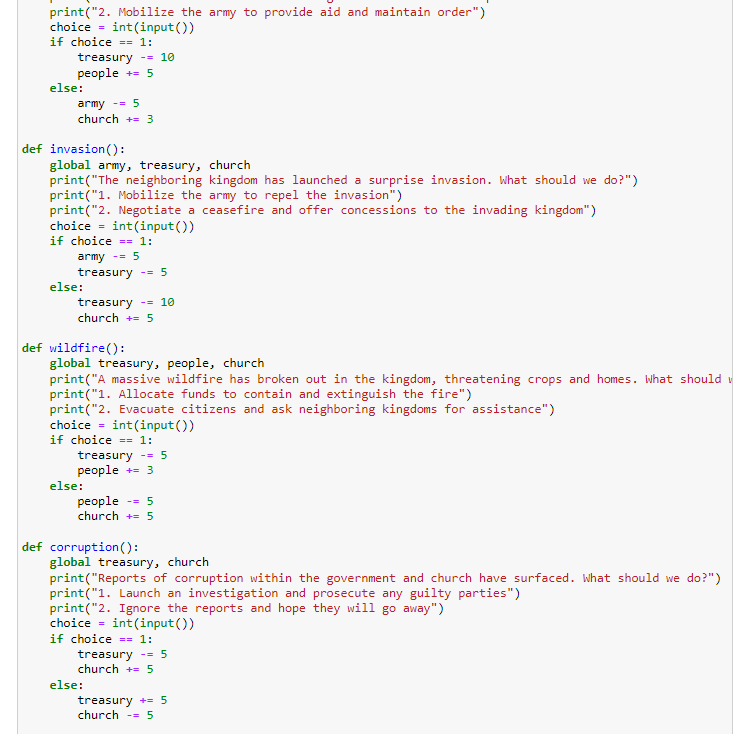 print("2. Mobilize the army to provide aid and maintain order")
    choice = int(input())
    if choice == 1:
        treasury -= 10
        people += 5
    else:
        army -= 5
        church += 3

def invasion():
    global army, treasury, church
    print("The neighboring kingdom has launched a surprise invasion. What should we do?")
    print("1. Mobilize the army to repel the invasion")
    print("2. Negotiate a ceasefire and offer concessions to the invading kingdom")
    choice = int(input())
    if choice == 1:
        army -= 5
        treasury -= 5
    else:
        treasury -= 10
        church += 5

def wildfire():
    global treasury, people, church
    print("A massive wildfire has broken out in the kingdom, threatening crops and homes. What should
    print("1. Allocate funds to contain and extinguish the fire")
    print("2. Evacuate citizens and ask neighboring kingdoms for assistance")
    choice = int(input())
    if choice == 1:
        treasury -= 5
        people += 3
    else:
        people -= 5
        church += 5

def corruption():
    global treasury, church
    print("Reports of corruption within the government and church have surfaced. What should we do?")
    print("1. Launch an investigation and prosecute any guilty parties")
    print("2. Ignore the reports and hope they will go away")
    choice = int(input())
    if choice == 1:
        treasury -= 5
        church += 5
    else:
        treasury += 5
        church -= 5